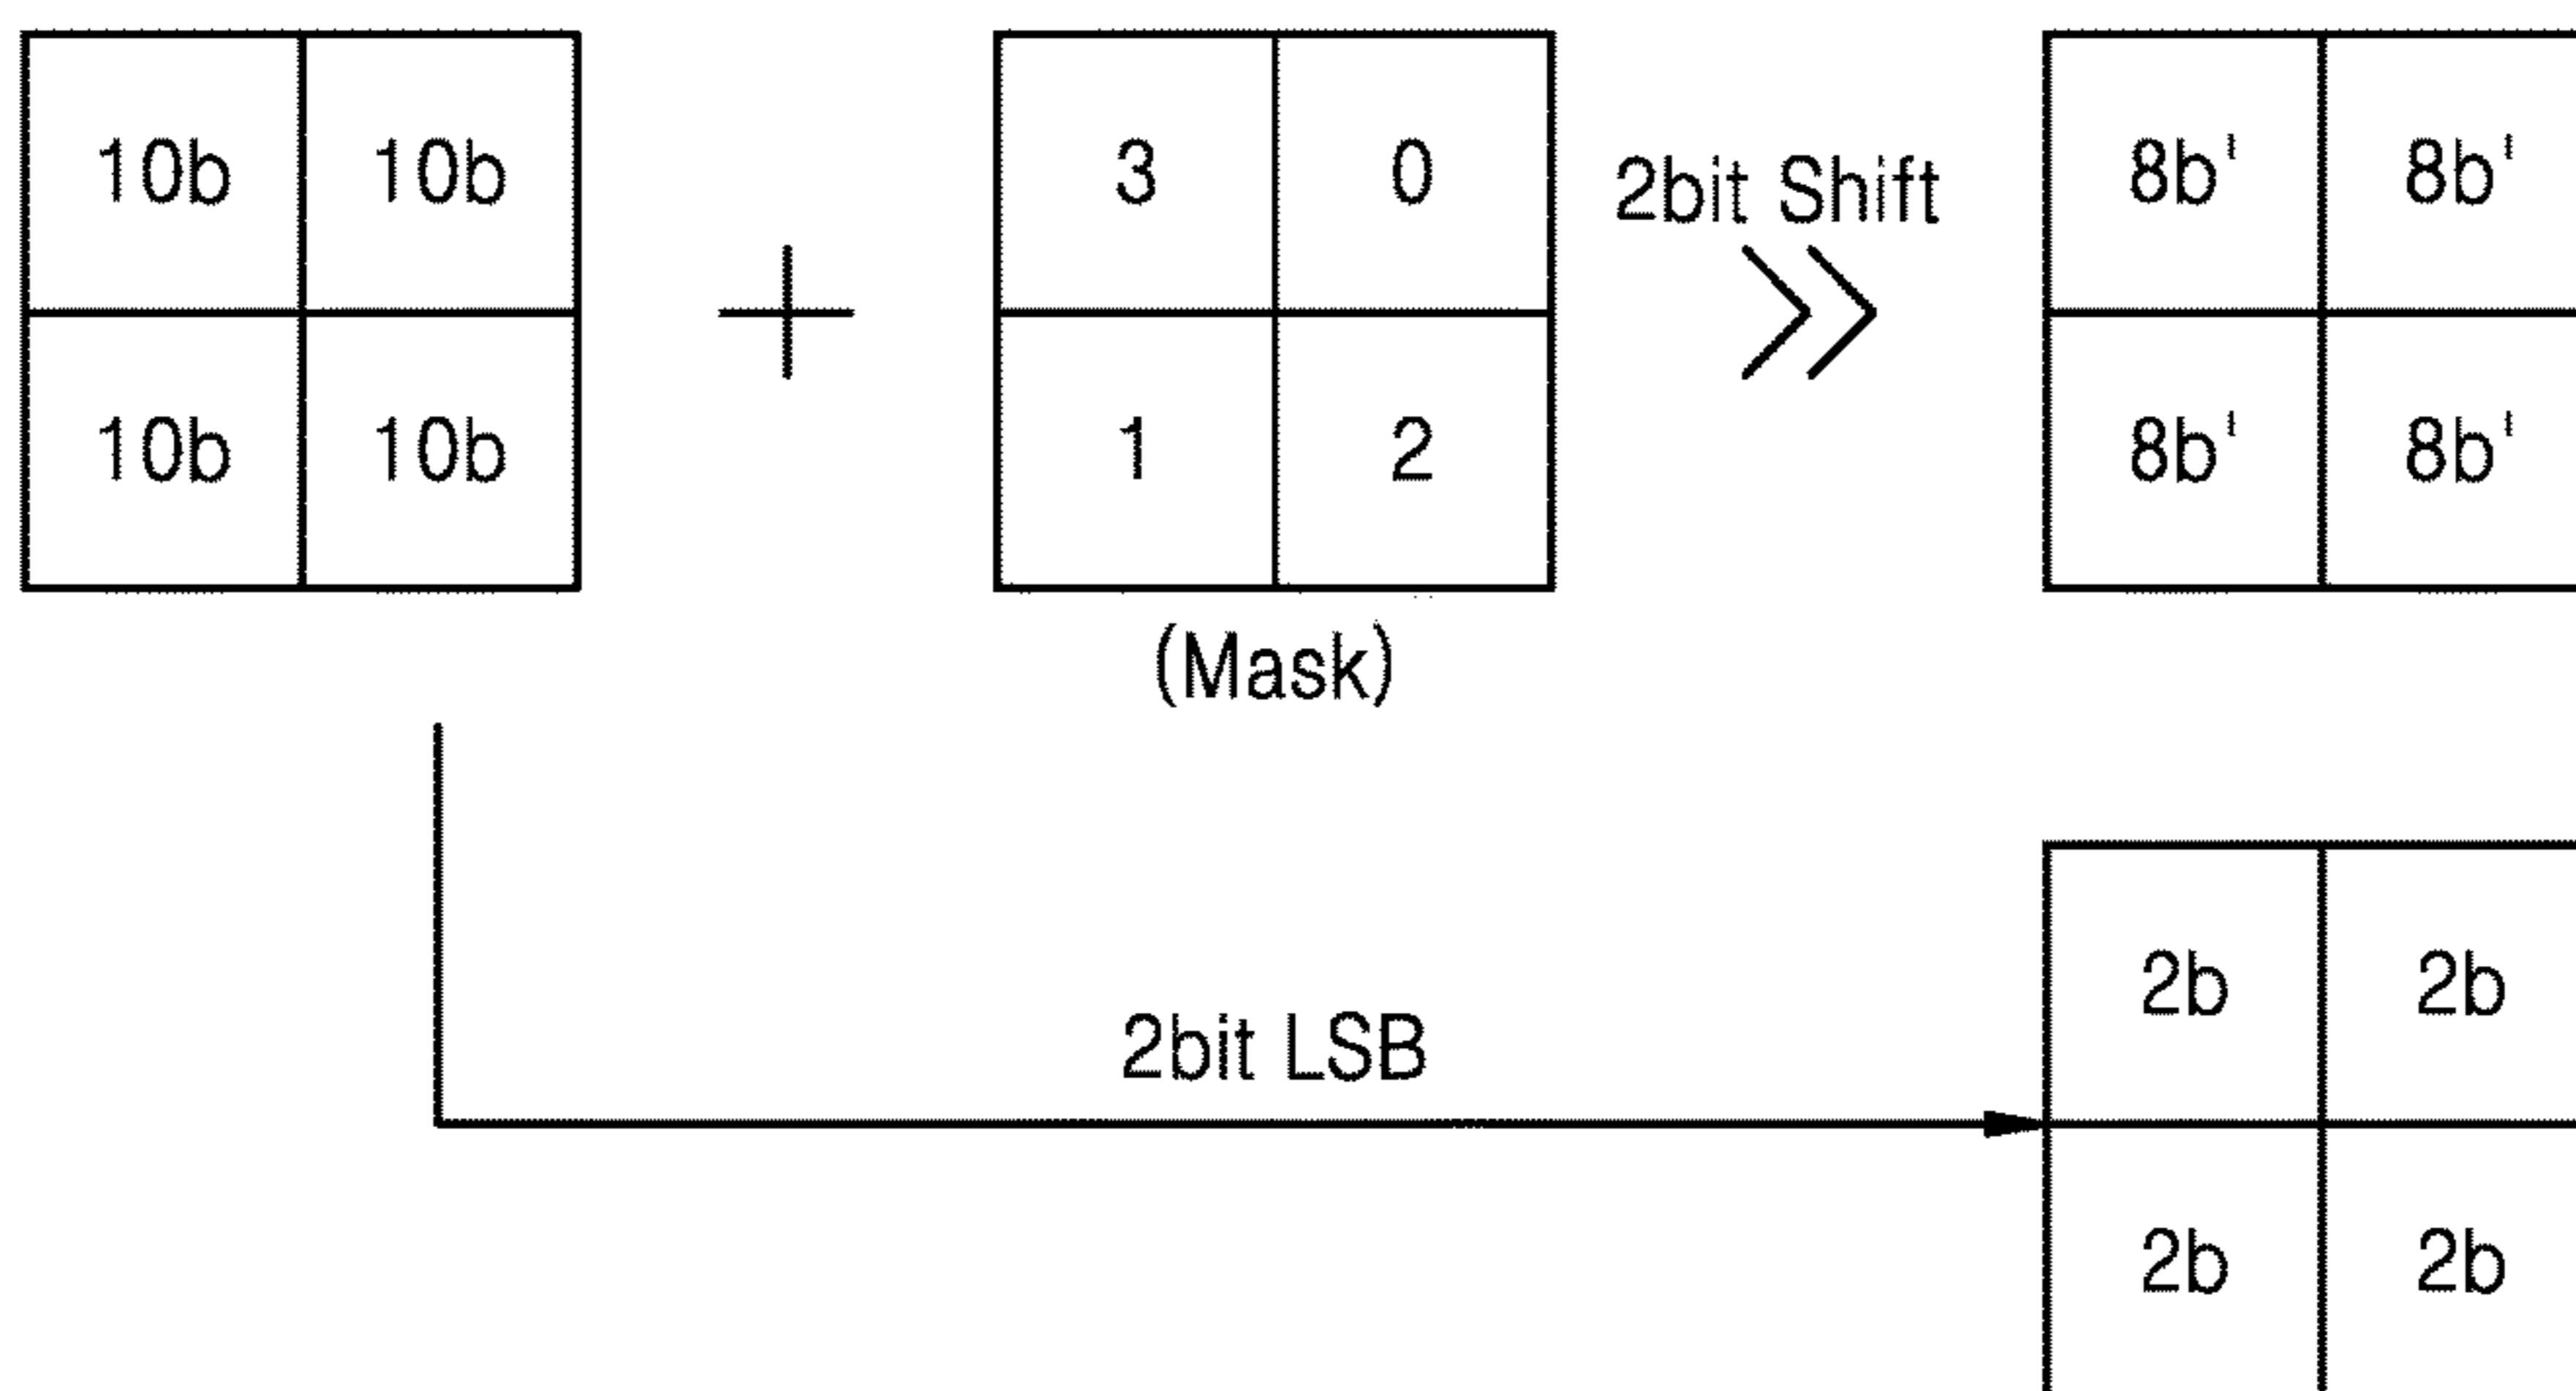 10b 10b 3 0 2bit Shift 8b' 8b'
10b 10b 1 2 8b' 8b'
(Mask)
2b 2b
2bit LSB
2b 2b